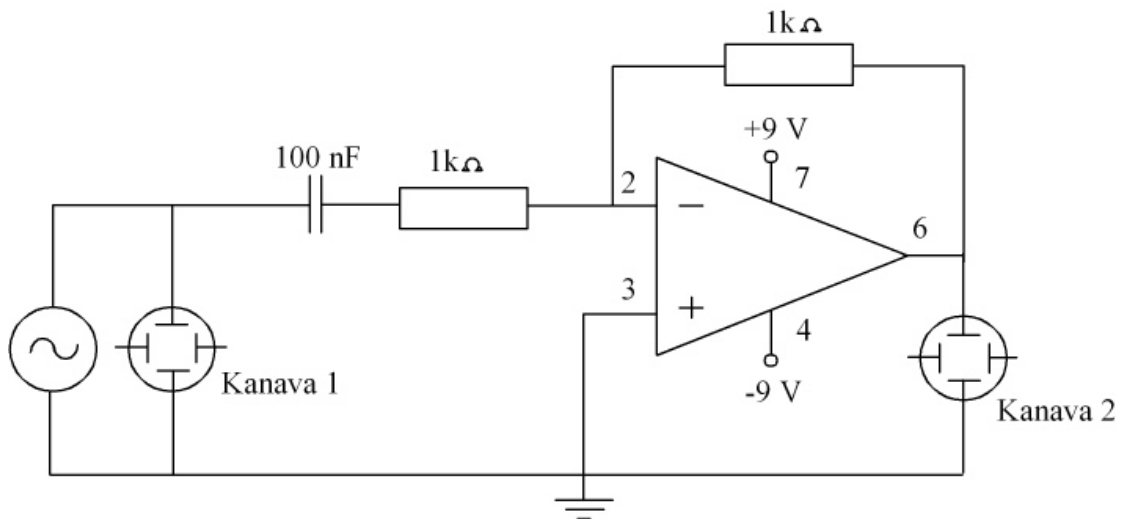 1kΩ
+9 V
100 nF
1kΩ
2
7
−
6
3
+
4
Kanava 1
-9 V
Kanava 2